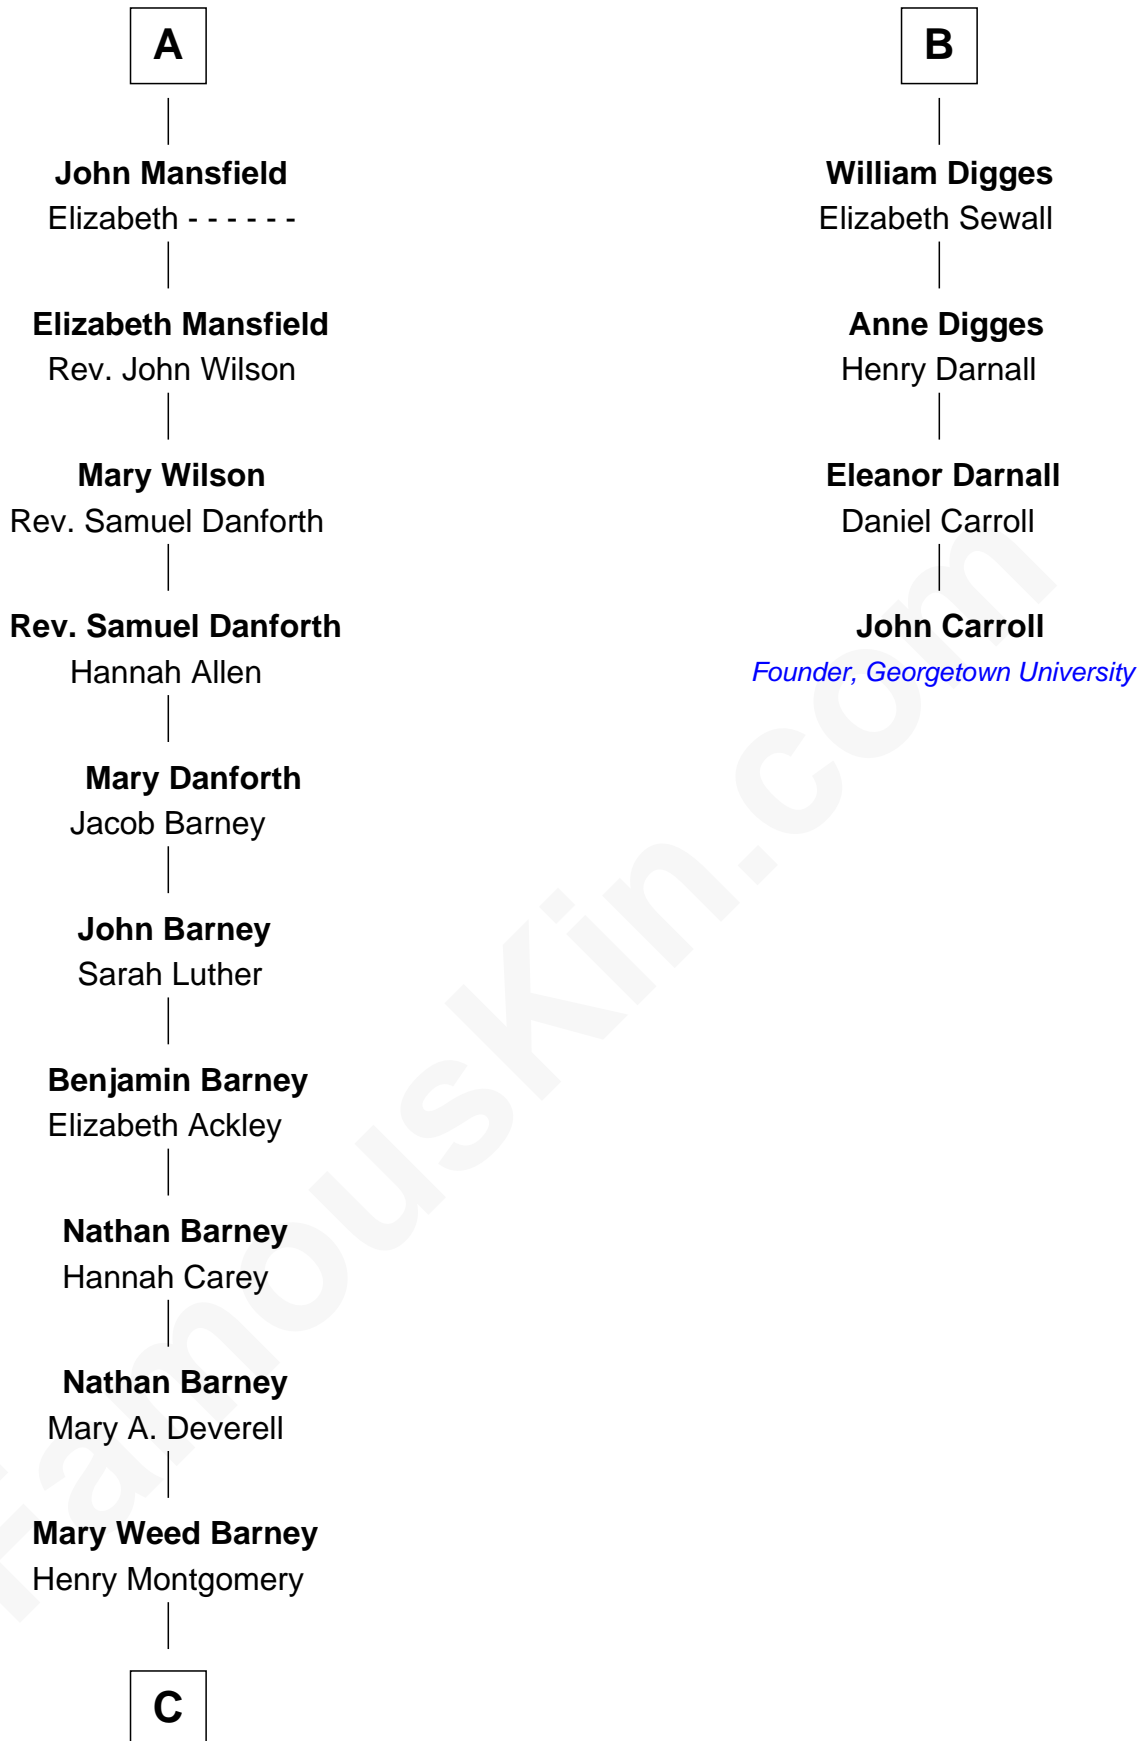 A
John Mansfield
Elizabeth - - - - - -
Elizabeth Mansfield
Rev. John Wilson
Mary Wilson
Rev. Samuel Danforth
Rev. Samuel Danforth
Hannah Allen
Mary Danforth
Jacob Barney
John Barney
Sarah Luther
Benjamin Barney
Elizabeth Ackley
Nathan Barney
Hannah Carey
Nathan Barney
Mary A. Deverell
Mary Weed Barney
Henry Montgomery
C
B
William Digges
Elizabeth Sewall
Anne Digges
Henry Darnall
Eleanor Darnall
Daniel Carroll
John Carroll
Founder, Georgetown University
FamousKin.com